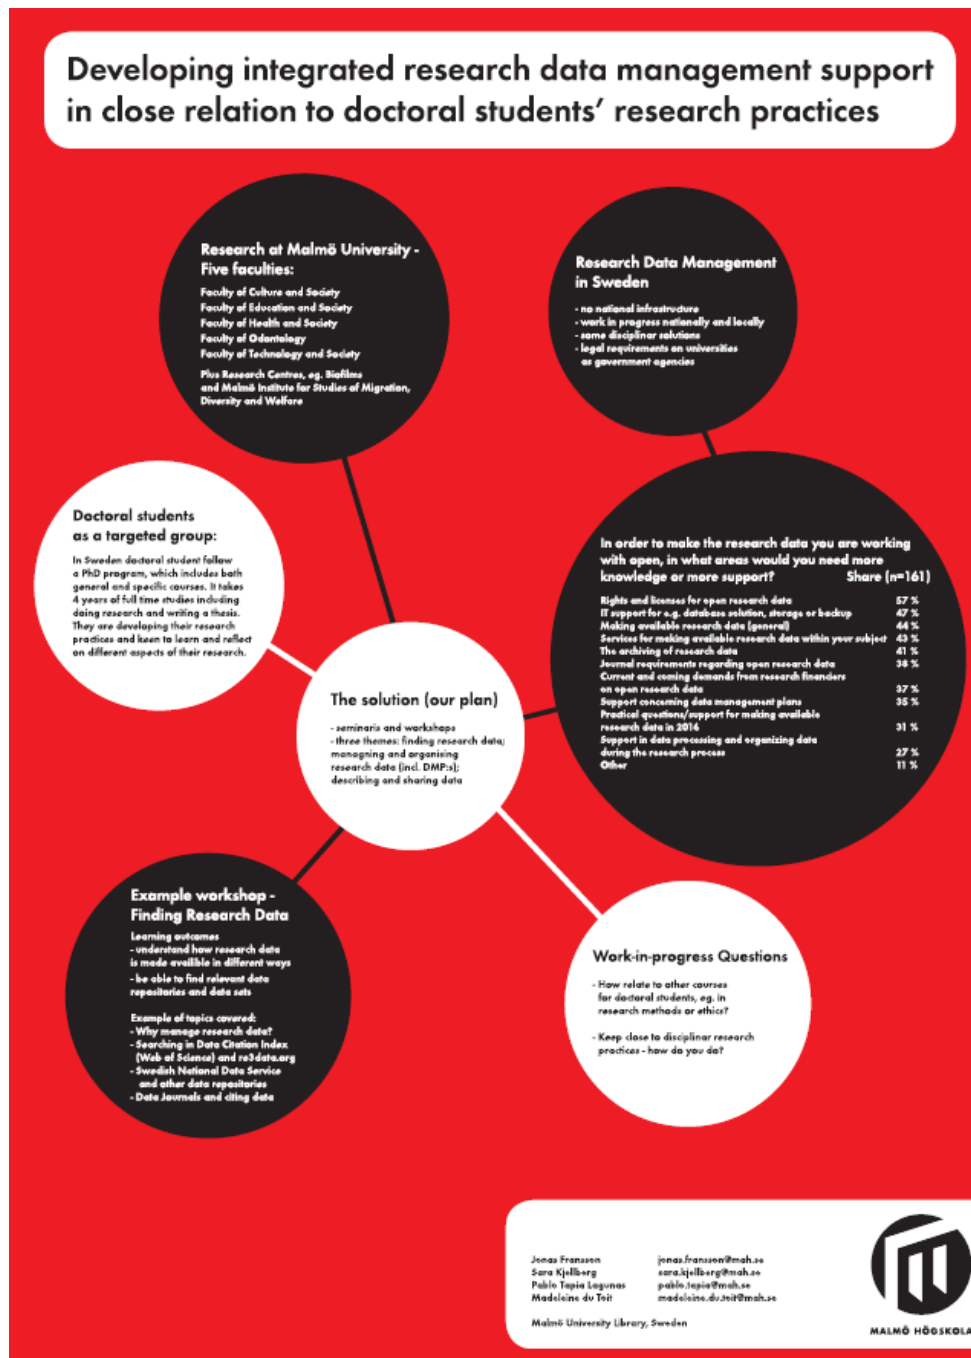 Developing integrated research data management support
in close relation to doctoral students' research practices
Research at Malmö University -
Five faculties:
Faculty of Culture and Society
Faculty of Education and Society
Faculty of Health and Society
Faculty of Odontology
Faculty of Technology and Society
Plus Research Centres, eg. Biofilms
and Malmö Institute for Studies of Migration,
Diversity and Welfare
Research Data Management
in Sweden
- no national infrastructure
- work in progress nationally and locally
- some disciplinar solutions
- legal requirements on universities
as government agencies
Doctoral students
as a targeted group:
In Sweden doctoral student follow
a PhD program, which includes both
general and specific courses. It takes
4 years of full time studies including
doing research and writing a thesis.
They are developing their research
practices and keen to learn and reflect
on different aspects of their research.
In order to make the research data you are working
with open, in what areas would you need more
knowledge or more support? Share (n=161)
Rights and licenses for open research data 57 %
IT support for e.g. database solution, storage or backup 47 %
Making available research data (general) 44 %
Services for making available research data within your subject 43 %
The archiving of research data 41 %
Journal requirements regarding open research data 38 %
Current and coming demands from research financiers
on open research data 37 %
Support concerning data management plans 35 %
Practical questions/support for making available
research data in 2014 31 %
Support in data processing and organizing data
during the research process 27 %
Other 11 %
The solution (our plan)
- seminaris and workshops
- three themes: finding research data;
managning and organising
research data (incl. DMP:s);
describing and sharing data
Example workshop -
Finding Research Data
Learning outcomes
- understand how research data
is made availible in different ways
- be able to find relevant data
repositories and data sets
Example of topics covered:
- Why manage research data?
- Searching in Data Citation Index
(Web of Science) and re3data.org
- Swedish National Data Service
and other data repositories
- Data Journals and citing data
Work-in-progress Questions
- How relate to other courses
for doctoral students, eg. in
research methods or ethics?
- Keep close to disciplinar research
practices - how do you do?
Jonas Fransson jonas.fransson@mah.se
Sara Kjellberg sara.kjellberg@mah.se
Pablo Tapia Lagunas pablo.tapia@mah.se
Madeleine du Toit madeleine.du.toit@mah.se
Malmö University Library, Sweden
MALMÖ HÖGSKOLA